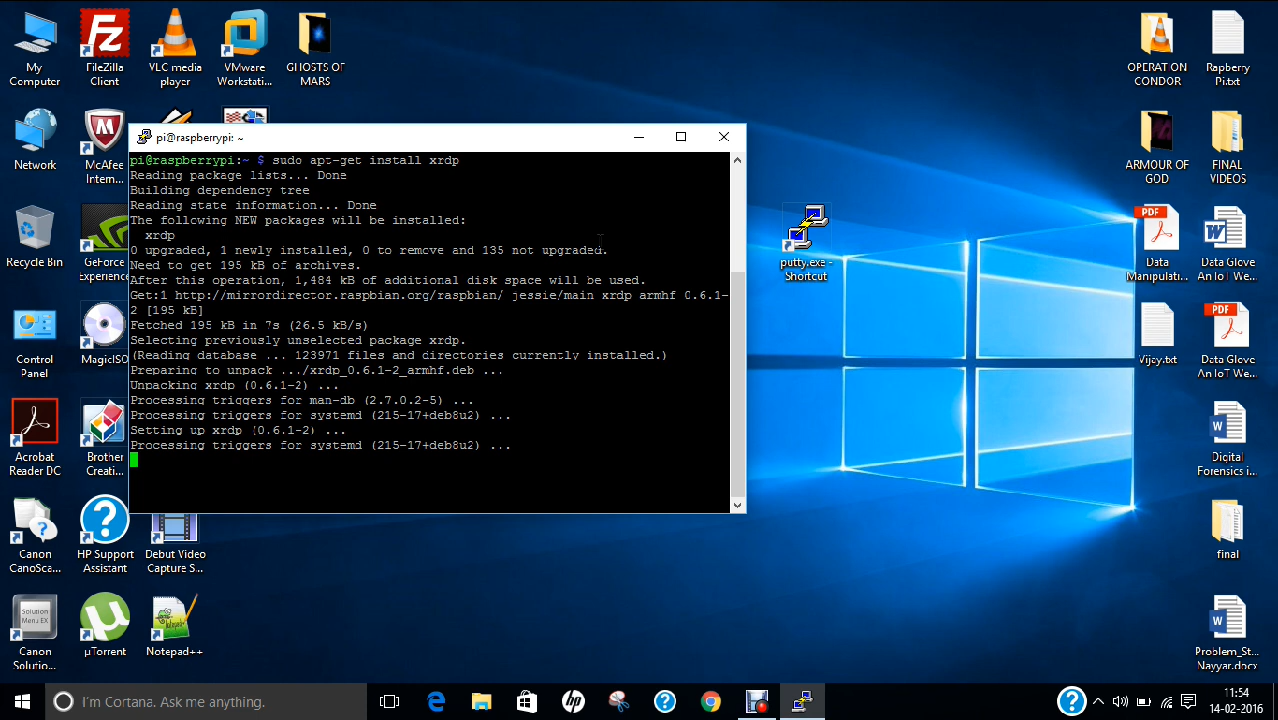 My
Computer
FileZilla
Client
VLC media
player
VMware
Workstati...
GHOSTS OF
MARS
OPERATION
CONDOR
Rapberry
Pi.txt
Network
McAfee
Intern...
ARMOUR OF
GOD
FINAL
VIDEOS
Recycle Bin
GeForce
Experience
putty.exe -
Shortcut
PDF
Data
Manipulati...
Data Glove
An IoT We...
Control
Panel
MagicISO
Vijay.txt
PDF
Data Glove
An IoT We...
Acrobat
Reader DC
Brother
Creati...
Digital
Forensics i...
Canon
CanoSca...
HP Support
Assistant
Debut Video
Capture S...
final
Solution
Menu EX
Canon
Solutio...
µTorrent
Notepad++
Problem_St...
Nayyar.docx
pi@raspberrypi: ~
pi@raspberrypi:~ $ sudo apt-get install xrdp
Reading package lists... Done
Building dependency tree
Reading state information... Done
The following NEW packages will be installed:
xrdp
0 upgraded, 1 newly installed, 0 to remove and 135 not upgraded.
Need to get 195 kB of archives.
After this operation, 1,484 kB of additional disk space will be used.
Get:1 http://mirrordirector.raspbian.org/raspbian/ jessie/main xrdp armhf 0.6.1-
2 [195 kB]
Fetched 195 kB in 7s (26.5 kB/s)
Selecting previously unselected package xrdp.
(Reading database ... 123971 files and directories currently installed.)
Preparing to unpack .../xrdp_0.6.1-2_armhf.deb ...
Unpacking xrdp (0.6.1-2) ...
Processing triggers for man-db (2.7.0.2-5) ...
Processing triggers for systemd (215-17+deb8u2) ...
Setting up xrdp (0.6.1-2) ...
Processing triggers for systemd (215-17+deb8u2) ...
I'm Cortana. Ask me anything.
11:54
14-02-2016